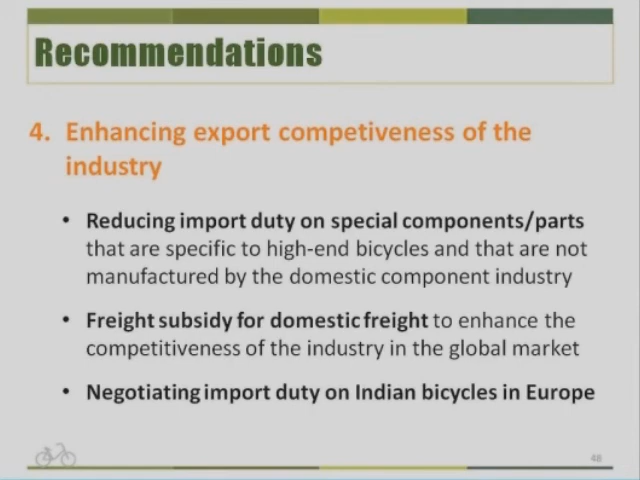 Recommendations
4. Enhancing export competiveness of the
industry
• Reducing import duty on special components/parts
that are specific to high-end bicycles and that are not
manufactured by the domestic component industry
• Freight subsidy for domestic freight to enhance the
competitiveness of the industry in the global market
• Negotiating import duty on Indian bicycles in Europe
48